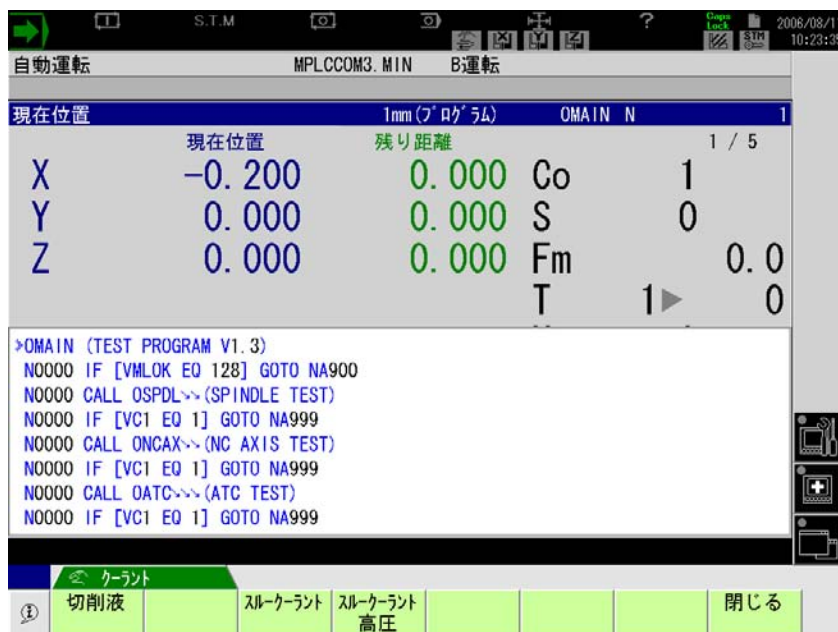 S.T.M ? Caps Lock 2006/08/1
X Y Z STM 10:23:39
自動運転 MPLCCOM3.MIN B運転
現在位置 1mm(プログラム) OMAIN N 1
現在位置 残り距離 1 / 5
X -0.200 0.000 Co 1
Y 0.000 0.000 S 0
Z 0.000 0.000 Fm 0.0
T 1 0
>OMAIN (TEST PROGRAM V1.3)
N0000 IF [VMLOK EQ 128] GOTO NA900
N0000 CALL OSPDL (SPINDLE TEST)
N0000 IF [VC1 EQ 1] GOTO NA999
N0000 CALL ONCAX (NC AXIS TEST)
N0000 IF [VC1 EQ 1] GOTO NA999
N0000 CALL OATC (ATC TEST)
N0000 IF [VC1 EQ 1] GOTO NA999
クーラント
切削液 スルークーラント スルークーラント高圧 閉じる